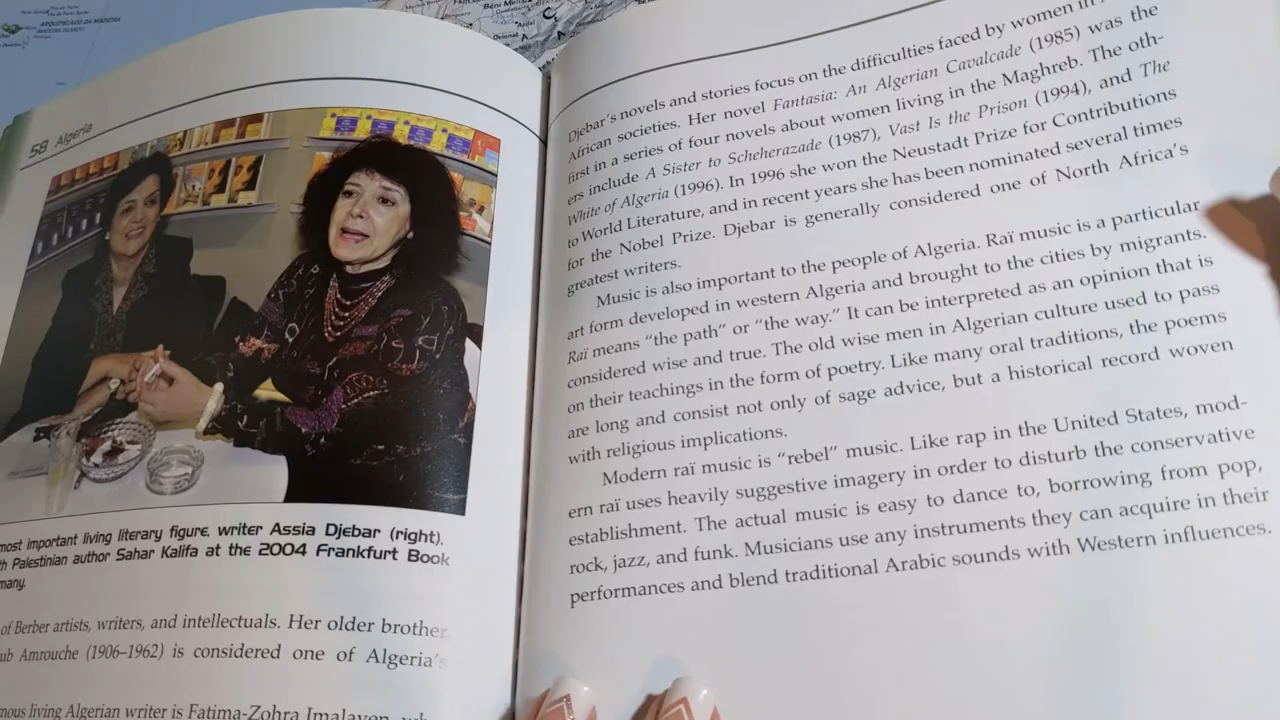 ARQUIPÉLAGO DA MADEIRA
58 Algeria
most important living literary figure, writer Assia Djebar (right),
Palestinian author Sahar Kalifa at the 2004 Frankfurt Book
many.
of Berber artists, writers, and intellectuals. Her older brother,
ub Amrouche (1906–1962) is considered one of Algeria's
mous living Algerian writer is Fatima-Zohra Imalayen,
Djebar's novels and stories focus on the difficulties faced by women in
African societies. Her novel Fantasia: An Algerian Cavalcade (1985) was the
first in a series of four novels about women living in the Maghreb. The oth-
ers include A Sister to Scheherazade (1987), Vast Is the Prison (1994), and The
White of Algeria (1996). In 1996 she won the Neustadt Prize for Contributions
to World Literature, and in recent years she has been nominated several times
for the Nobel Prize. Djebar is generally considered one of North Africa's
greatest writers.
Music is also important to the people of Algeria. Raï music is a particular
art form developed in western Algeria and brought to the cities by migrants.
Raï means “the path” or “the way.” It can be interpreted as an opinion that is
considered wise and true. The old wise men in Algerian culture used to pass
on their teachings in the form of poetry. Like many oral traditions, the poems
are long and consist not only of sage advice, but a historical record woven
with religious implications.
Modern raï music is “rebel” music. Like rap in the United States, mod-
ern raï uses heavily suggestive imagery in order to disturb the conservative
establishment. The actual music is easy to dance to, borrowing from pop,
rock, jazz, and funk. Musicians use any instruments they can acquire in their
performances and blend traditional Arabic sounds with Western influences.